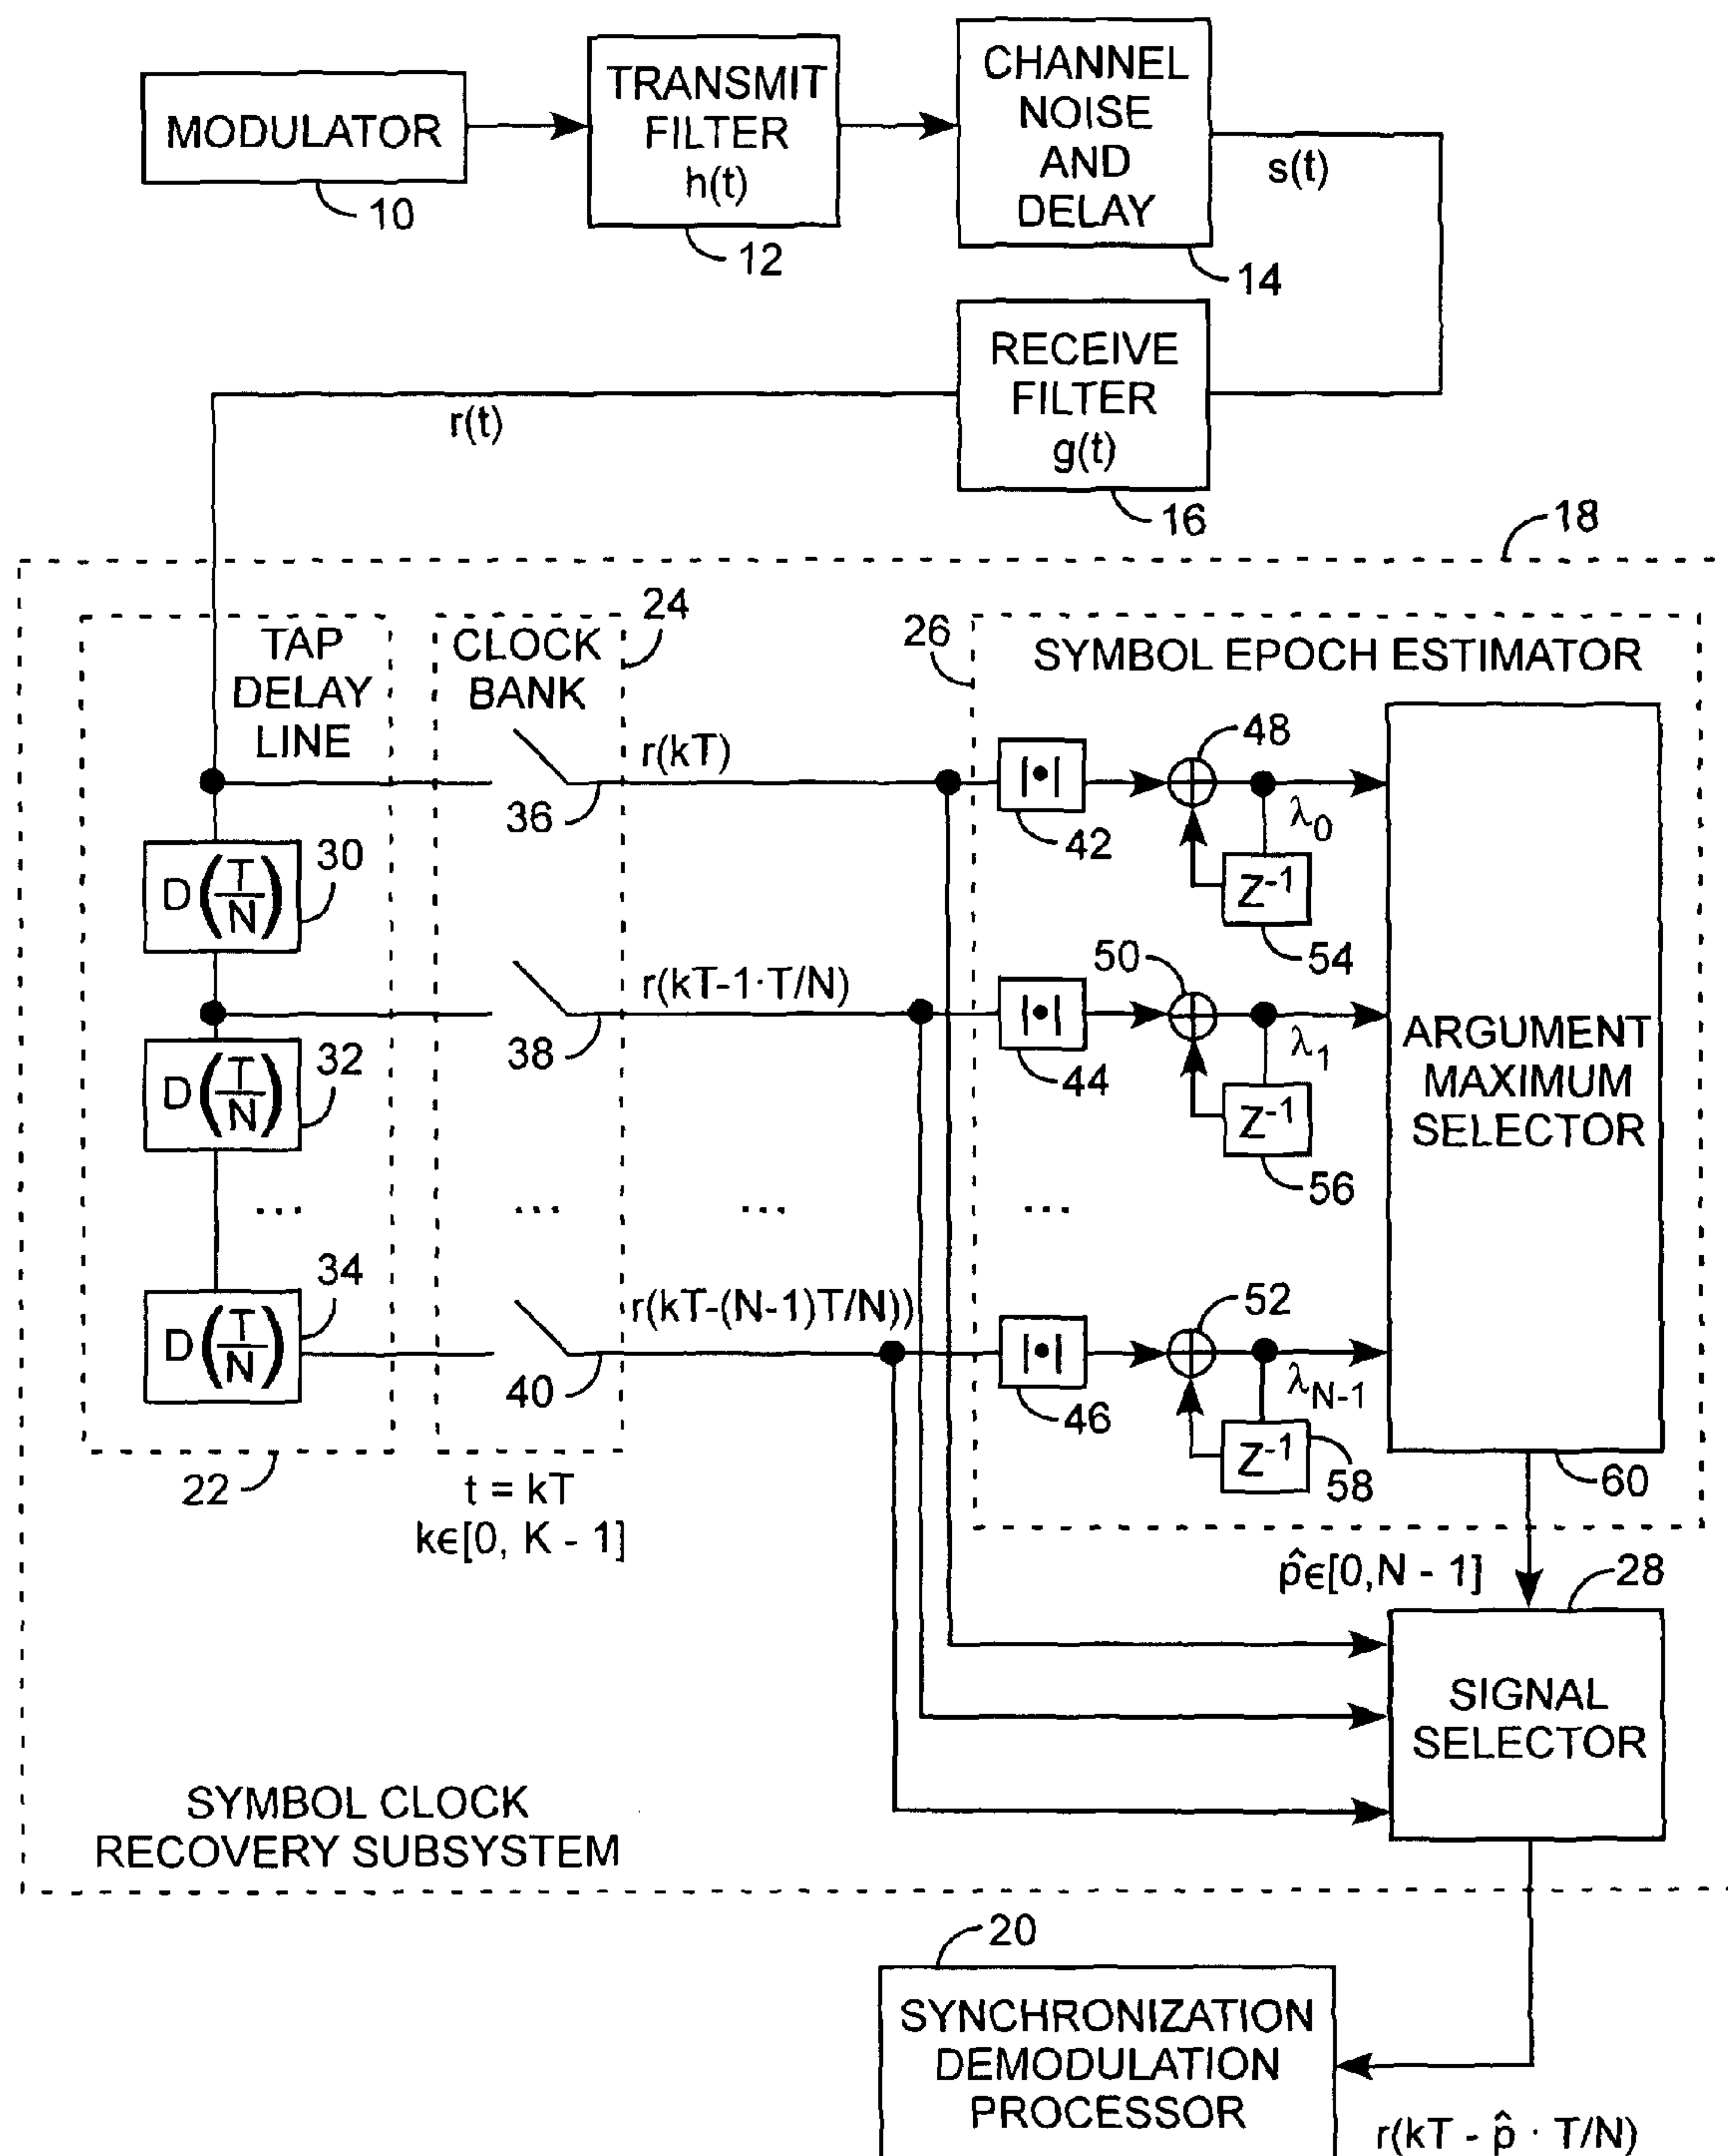 MODULATOR
10
TRANSMIT
FILTER
h(t)
12
CHANNEL
NOISE
AND
DELAY
14
s(t)
RECEIVE
FILTER
g(t)
16
r(t)
18
TAP
DELAY
LINE
CLOCK
BANK
24
26
SYMBOL EPOCH ESTIMATOR
D(T/N)
30
D(T/N)
32
...
D(T/N)
34
22
36
38
...
40
t = kT
kϵ[0, K - 1]
r(kT)
r(kT-1·T/N)
...
r(kT-(N-1)T/N))
|•|
42
48
λ0
Z-1
54
|•|
44
50
λ1
Z-1
56
...
|•|
46
52
λN-1
Z-1
58
ARGUMENT
MAXIMUM
SELECTOR
60
p̂ϵ[0,N - 1]
28
SIGNAL
SELECTOR
SYMBOL CLOCK
RECOVERY SUBSYSTEM
20
SYNCHRONIZATION
DEMODULATION
PROCESSOR
r(kT - p̂ · T/N)